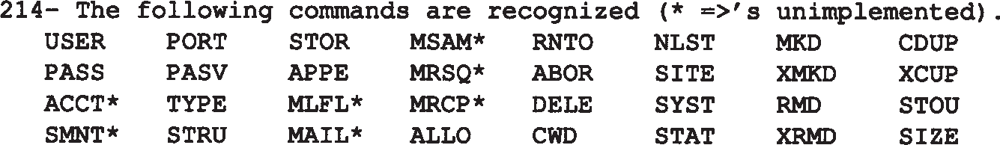 214- The following commands are recognized (* =>'s unimplemented).
USER PORT STOR MSAM* RNTO NLST MKD CDUP
PASS PASV APPE MRSQ* ABOR SITE XMKD XCUP
ACCT* TYPE MLFL* MRCP* DELE SYST RMD STOU
SMNT* STRU MAIL* ALLO CWD STAT XRMD SIZE